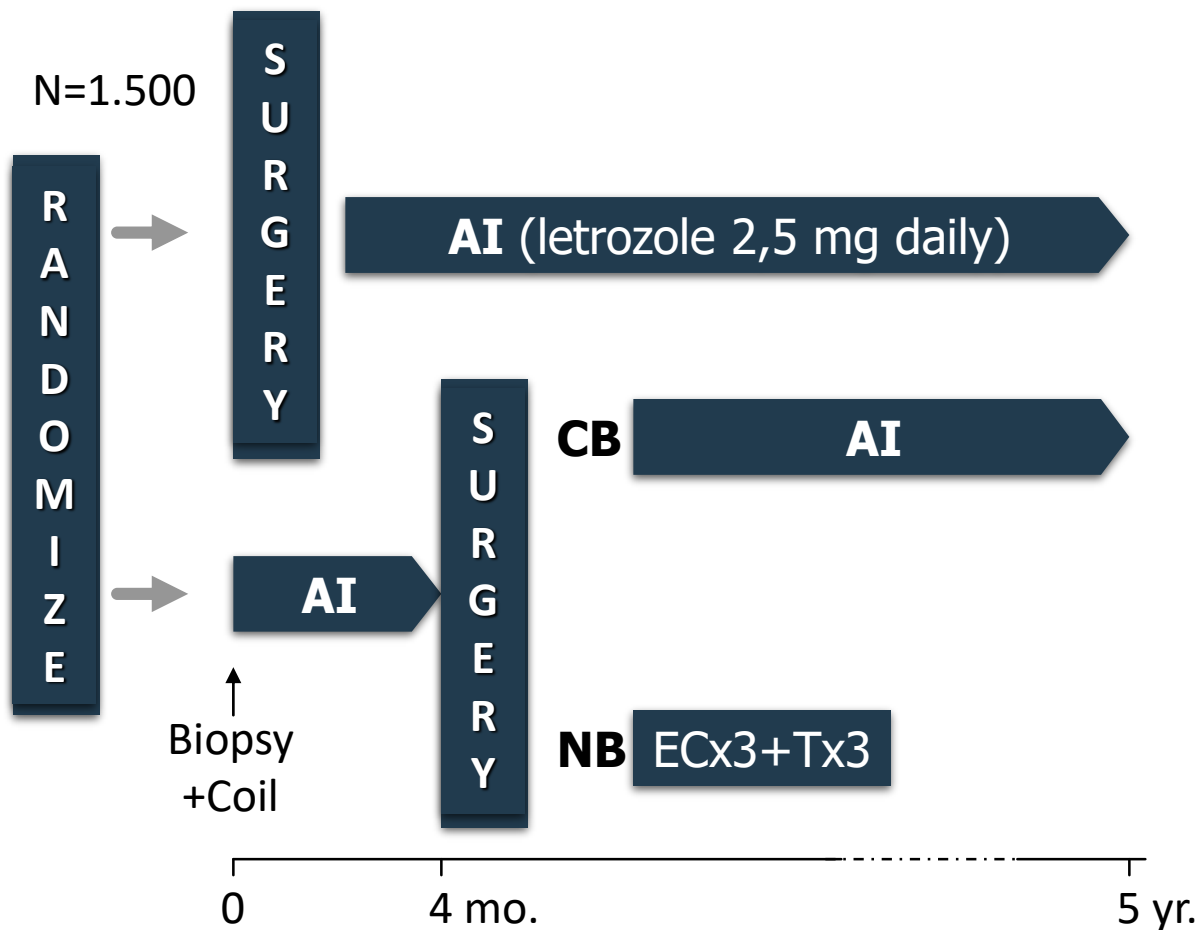 N=1.500
RANDOMIZE
SURGERY
AI (letrozole 2,5 mg daily)
AI
Biopsy
+Coil
SURGERY
CB
AI
NB
ECx3+Tx3
0
4 mo.
5 yr.